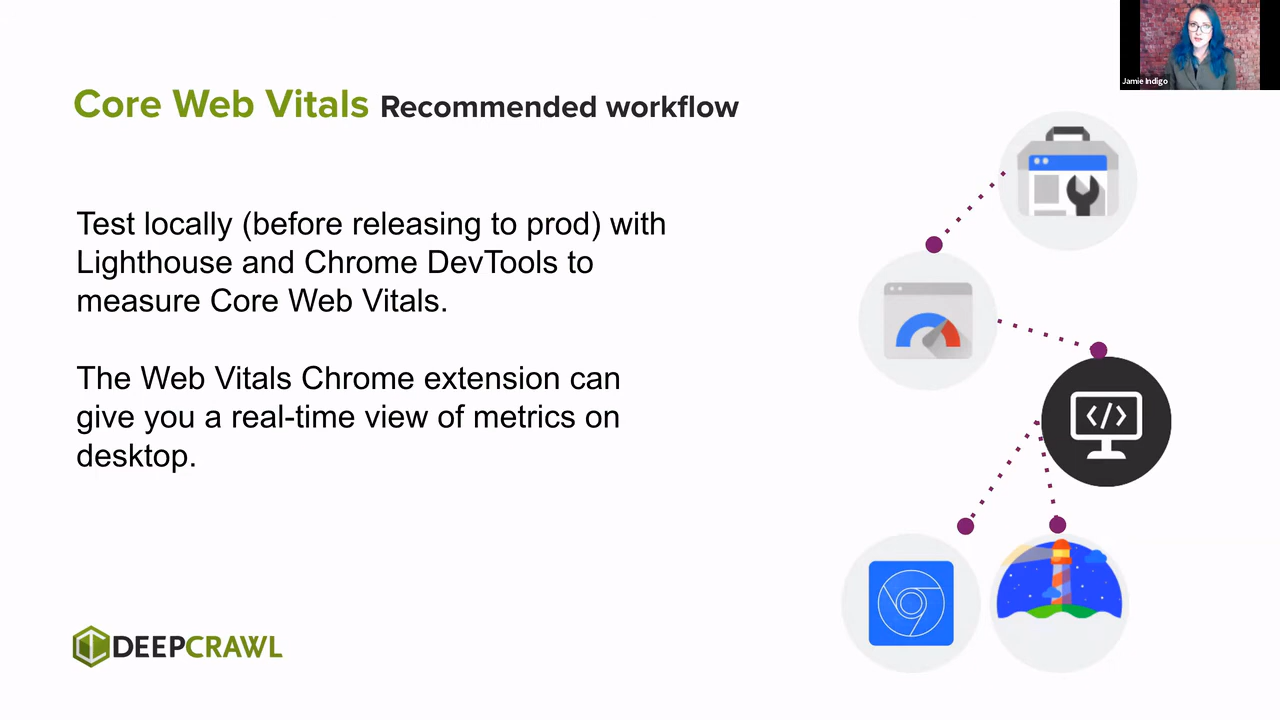 Jamie Indigo
Core Web Vitals Recommended workflow
Test locally (before releasing to prod) with
Lighthouse and Chrome DevTools to
measure Core Web Vitals.
The Web Vitals Chrome extension can
give you a real-time view of metrics on
desktop.
</>
DEEPCRAWL